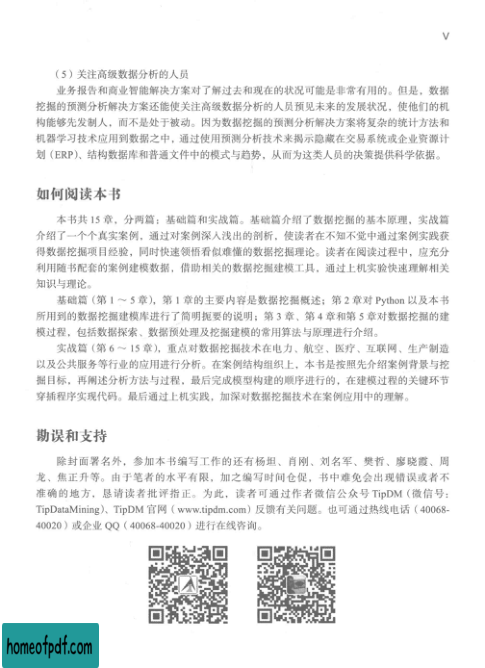 V
（5）关注高级数据分析的人员
业务报告和商业智能解决方案对了解过去和现在的状况可能是非常有用的。但是，数据
挖掘的预测分析解决方案还能使关注高级数据分析的人员预见未来的发展状况，使他们的机
构能够先发制人，而不是处于被动。因为数据挖掘的预测分析解决方案将复杂的统计方法和
机器学习技术应用到数据之中，通过使用预测分析技术来揭示隐藏在交易系统或企业资源计
划（ERP）、结构数据库和普通文件中的模式与趋势，从而为这类人员的决策提供科学依据。
如何阅读本书
本书共 15 章，分两篇：基础篇和实战篇。基础篇介绍了数据挖掘的基本原理，实战篇
介绍了一个个真实案例，通过对案例深入浅出的剖析，使读者在不知不觉中通过案例实践获
得数据挖掘项目经验，同时快速领悟看似难懂的数据挖掘理论。读者在阅读过程中，应充分
利用随书配套的案例建模数据，借助相关的数据挖掘建模工具，通过上机实验快速理解相关
知识与理论。
基础篇（第 1 ～ 5 章），第 1 章的主要内容是数据挖掘概述；第 2 章对 Python 以及本书
所用到的数据挖掘建模库进行了简明扼要的说明；第 3 章、第 4 章和第 5 章对数据挖掘的建
模过程，包括数据探索、数据预处理及挖掘建模的常用算法与原理进行介绍。
实战篇（第 6 ～ 15 章），重点对数据挖掘技术在电力、航空、医疗、互联网、生产制造
以及公共服务等行业的应用进行分析。在案例结构组织上，本书是按照先介绍案例背景与挖
掘目标，再阐述分析方法与过程，最后完成模型构建的顺序进行的，在建模过程的关键环节
穿插程序实现代码。最后通过上机实践，加深对数据挖掘技术在案例应用中的理解。
勘误和支持
除封面署名外，参加本书编写工作的还有杨坦、肖刚、刘名军、樊哲、廖晓霞、周
龙、焦正升等。由于笔者的水平有限，加之编写时间仓促，书中难免会出现错误或者不
准确的地方，恳请读者批评指正。为此，读者可通过作者微信公众号 TipDM（微信号：
TipDataMining）、TipDM 官网（www.tipdm.com）反馈有关问题。也可通过热线电话（40068-
40020）或企业 QQ（40068-40020）进行在线咨询。
homeofpdf.com